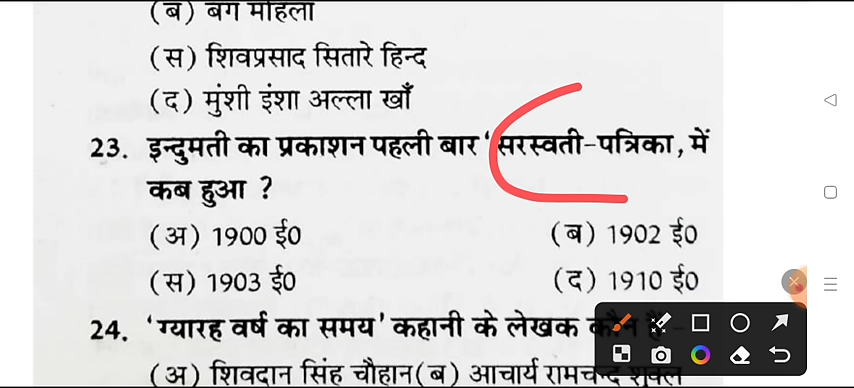 (ब) बंग महिला
(स) शिवप्रसाद सितारे हिन्द
(द) मुंशी इंशा अल्ला खाँ
23. इन्दुमती का प्रकाशन पहली बार ‘सरस्वती-पत्रिका, में
कब हुआ ?
(अ) 1900 ई0 (ब) 1902 ई0
(स) 1903 ई0 (द) 1910 ई0
24. ‘ग्यारह वर्ष का समय’ कहानी के लेखक कौन है-
(अ) शिवदान सिंह चौहान (ब) आचार्य रामचन्द्र शुक्ल